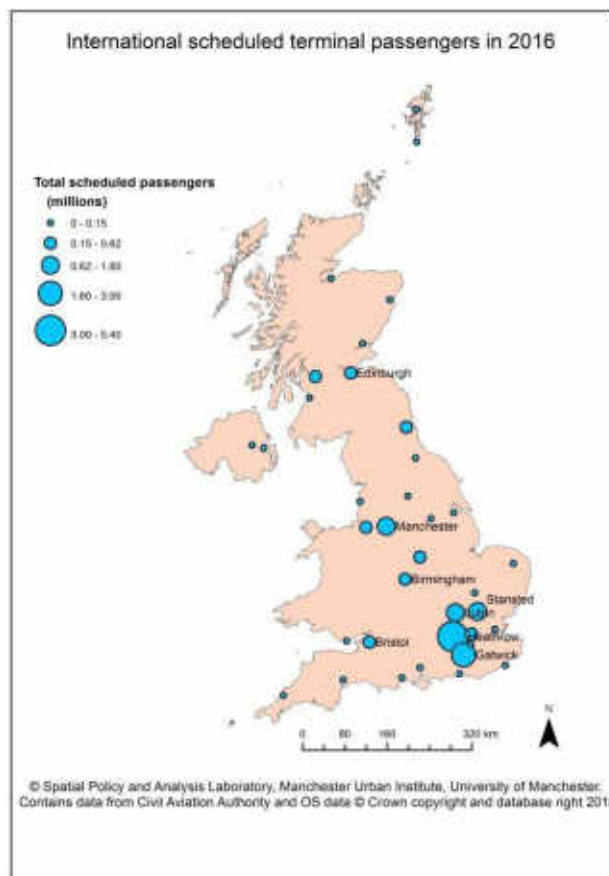 International scheduled terminal passengers in 2016
Total scheduled passengers
(millions)
0 - 0.15
0.15 - 0.62
0.62 - 1.60
1.60 - 3.00
3.00 - 5.40
Edinburgh
Manchester
Birmingham
Stansted
Luton
Heathrow
Gatwick
Bristol
N
0 80 160 320 km
© Spatial Policy and Analysis Laboratory, Manchester Urban Institute, University of Manchester.
Contains data from Civil Aviation Authority and OS data © Crown copyright and database right 201